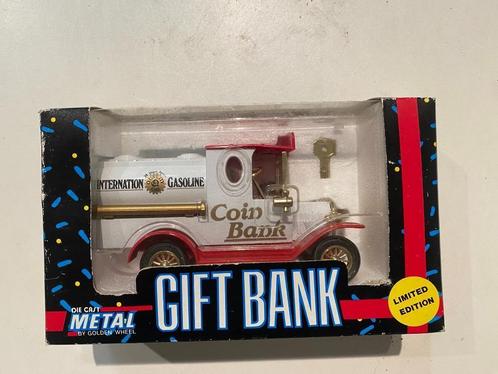 INTERNATION GASOLINE
Coin
Bank
DIE CAST
METAL
BY GOLDEN WHEEL
GIFT BANK
LIMITED
EDITION